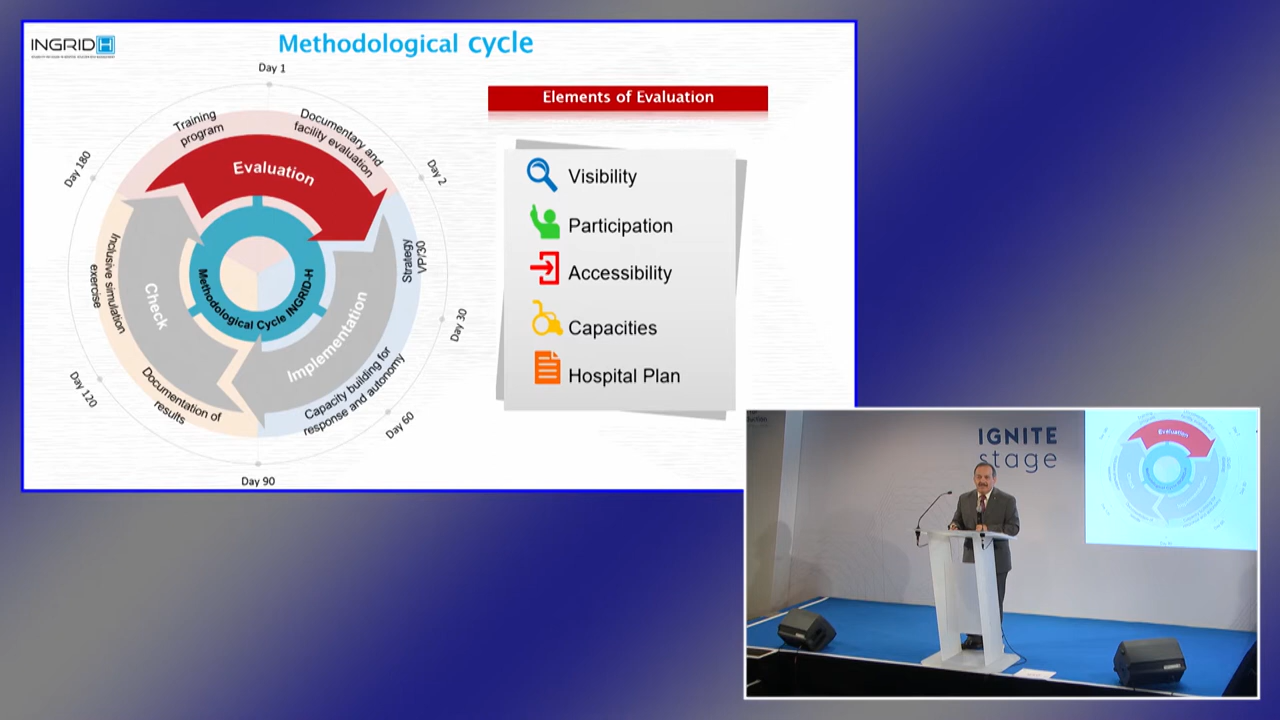 INGRID H
Methodological cycle
Day 1
Training
program
Documentary and
facility evaluation
Day 180
Day 2
Evaluation
Elements of Evaluation
Visibility
Participation
Accessibility
Capacities
Hospital Plan
Strategy
VP/30
Inclusive simulation
exercise
Check
Methodological Cycle INGRID-H
Implementation
Day 30
Capacity building for
response and autonomy
Documentation of
results
Day 120
Day 60
Day 90
IGNITE
stage
Evaluation